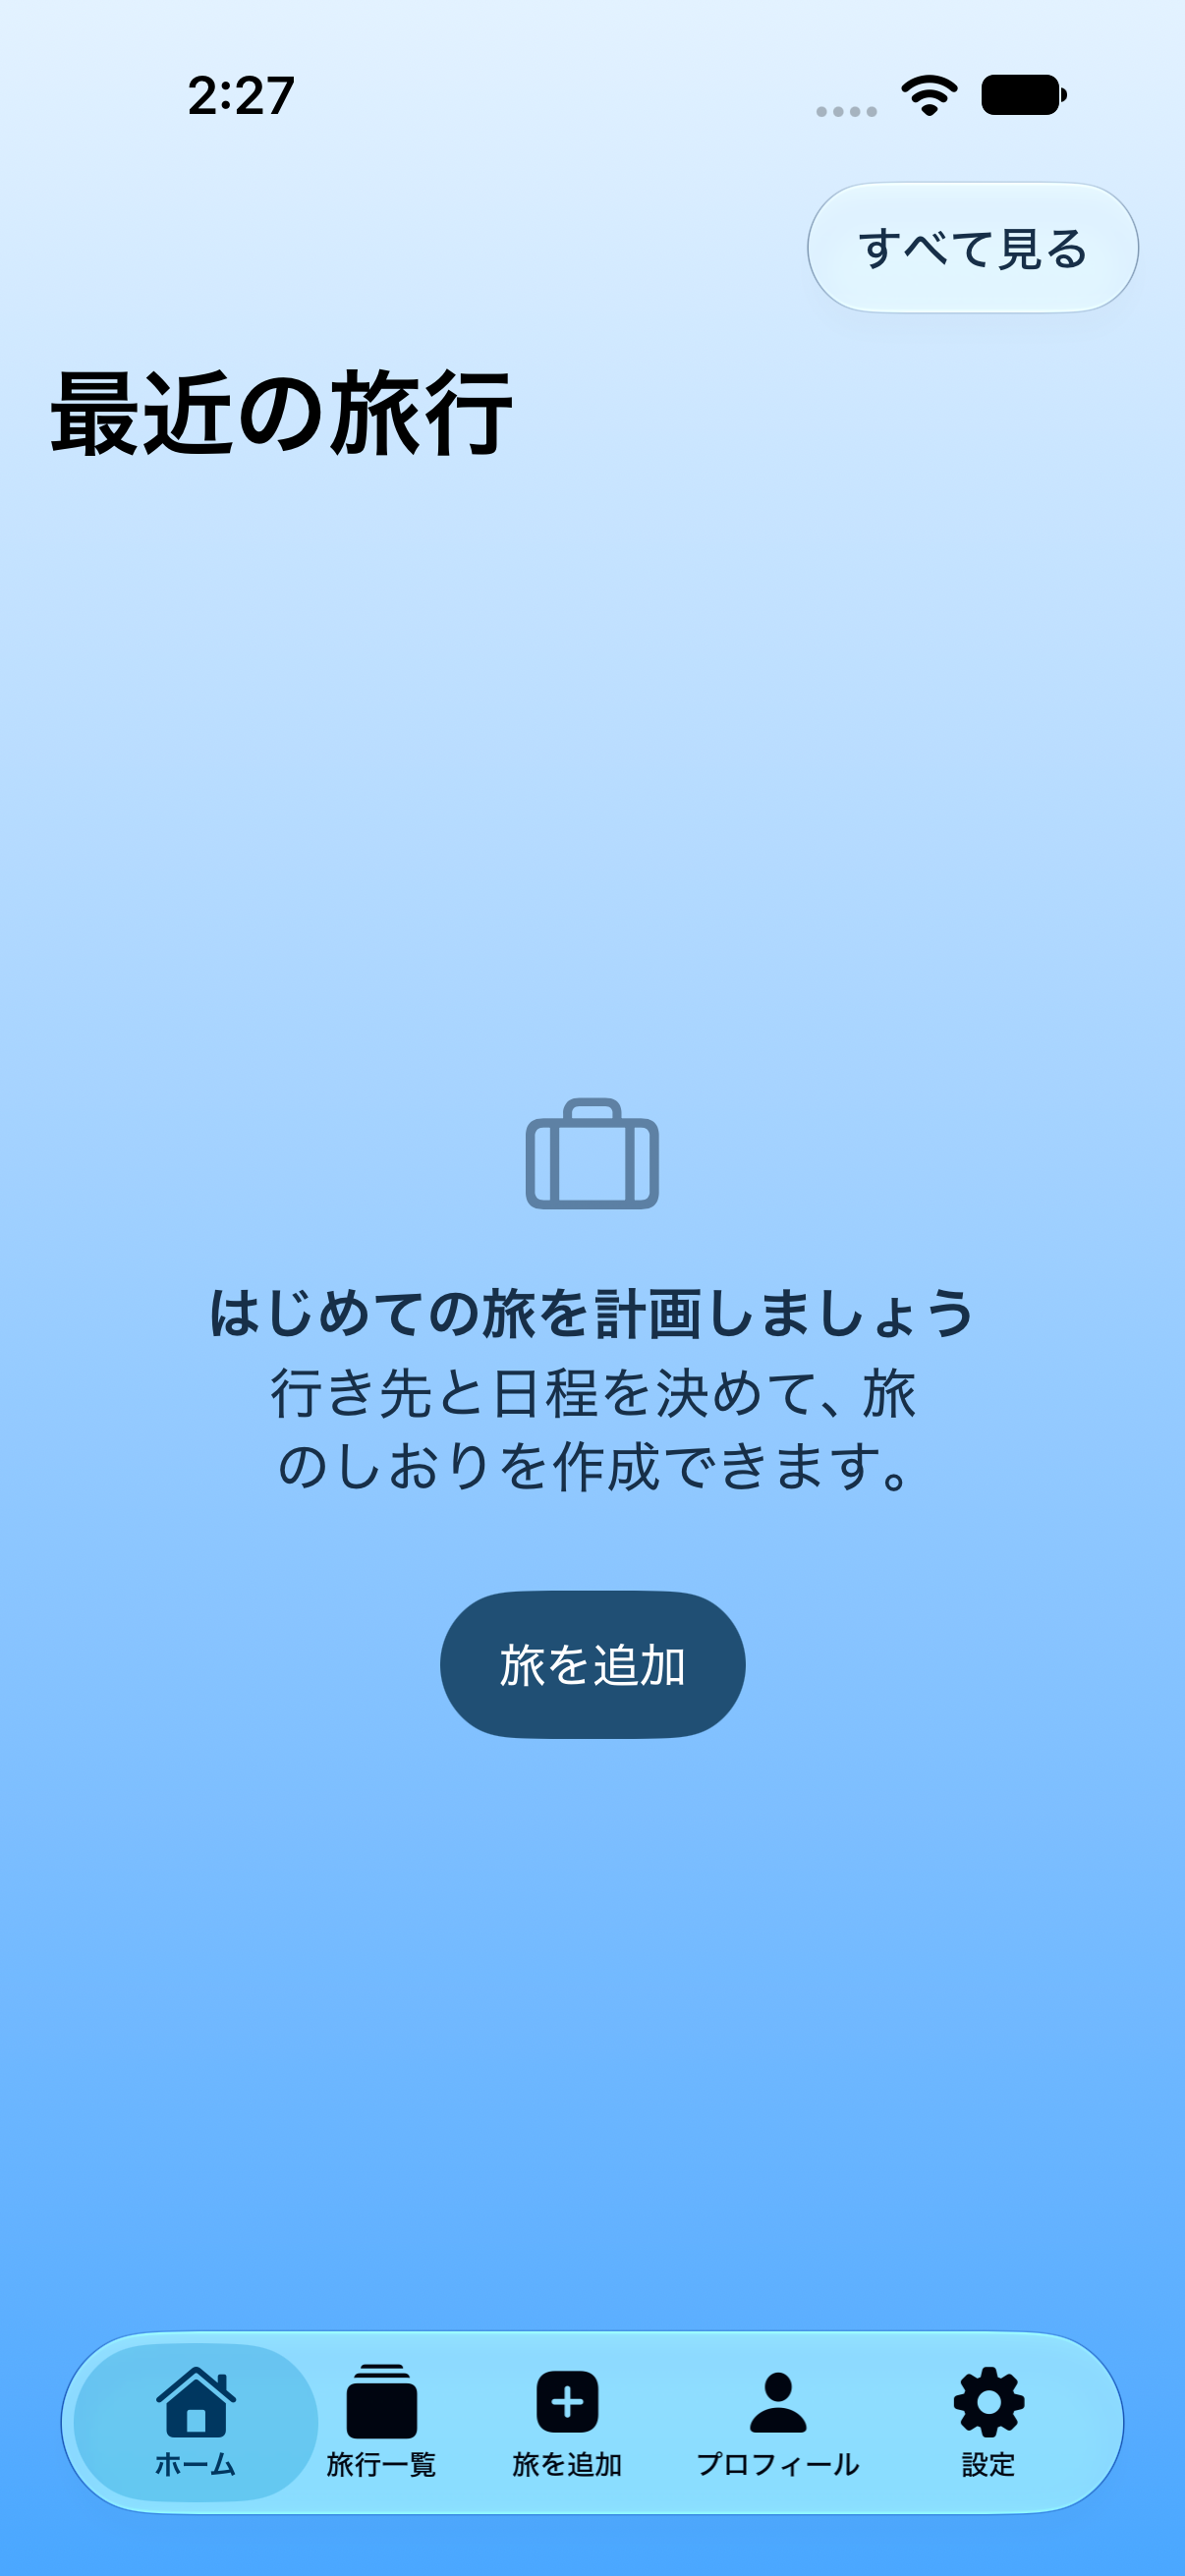 2:27
すべて見る
最近の旅行
はじめての旅を計画しましょう
行き先と日程を決めて、旅
のしおりを作成できます。
旅を追加
ホーム
旅行一覧
旅を追加
プロフィール
設定